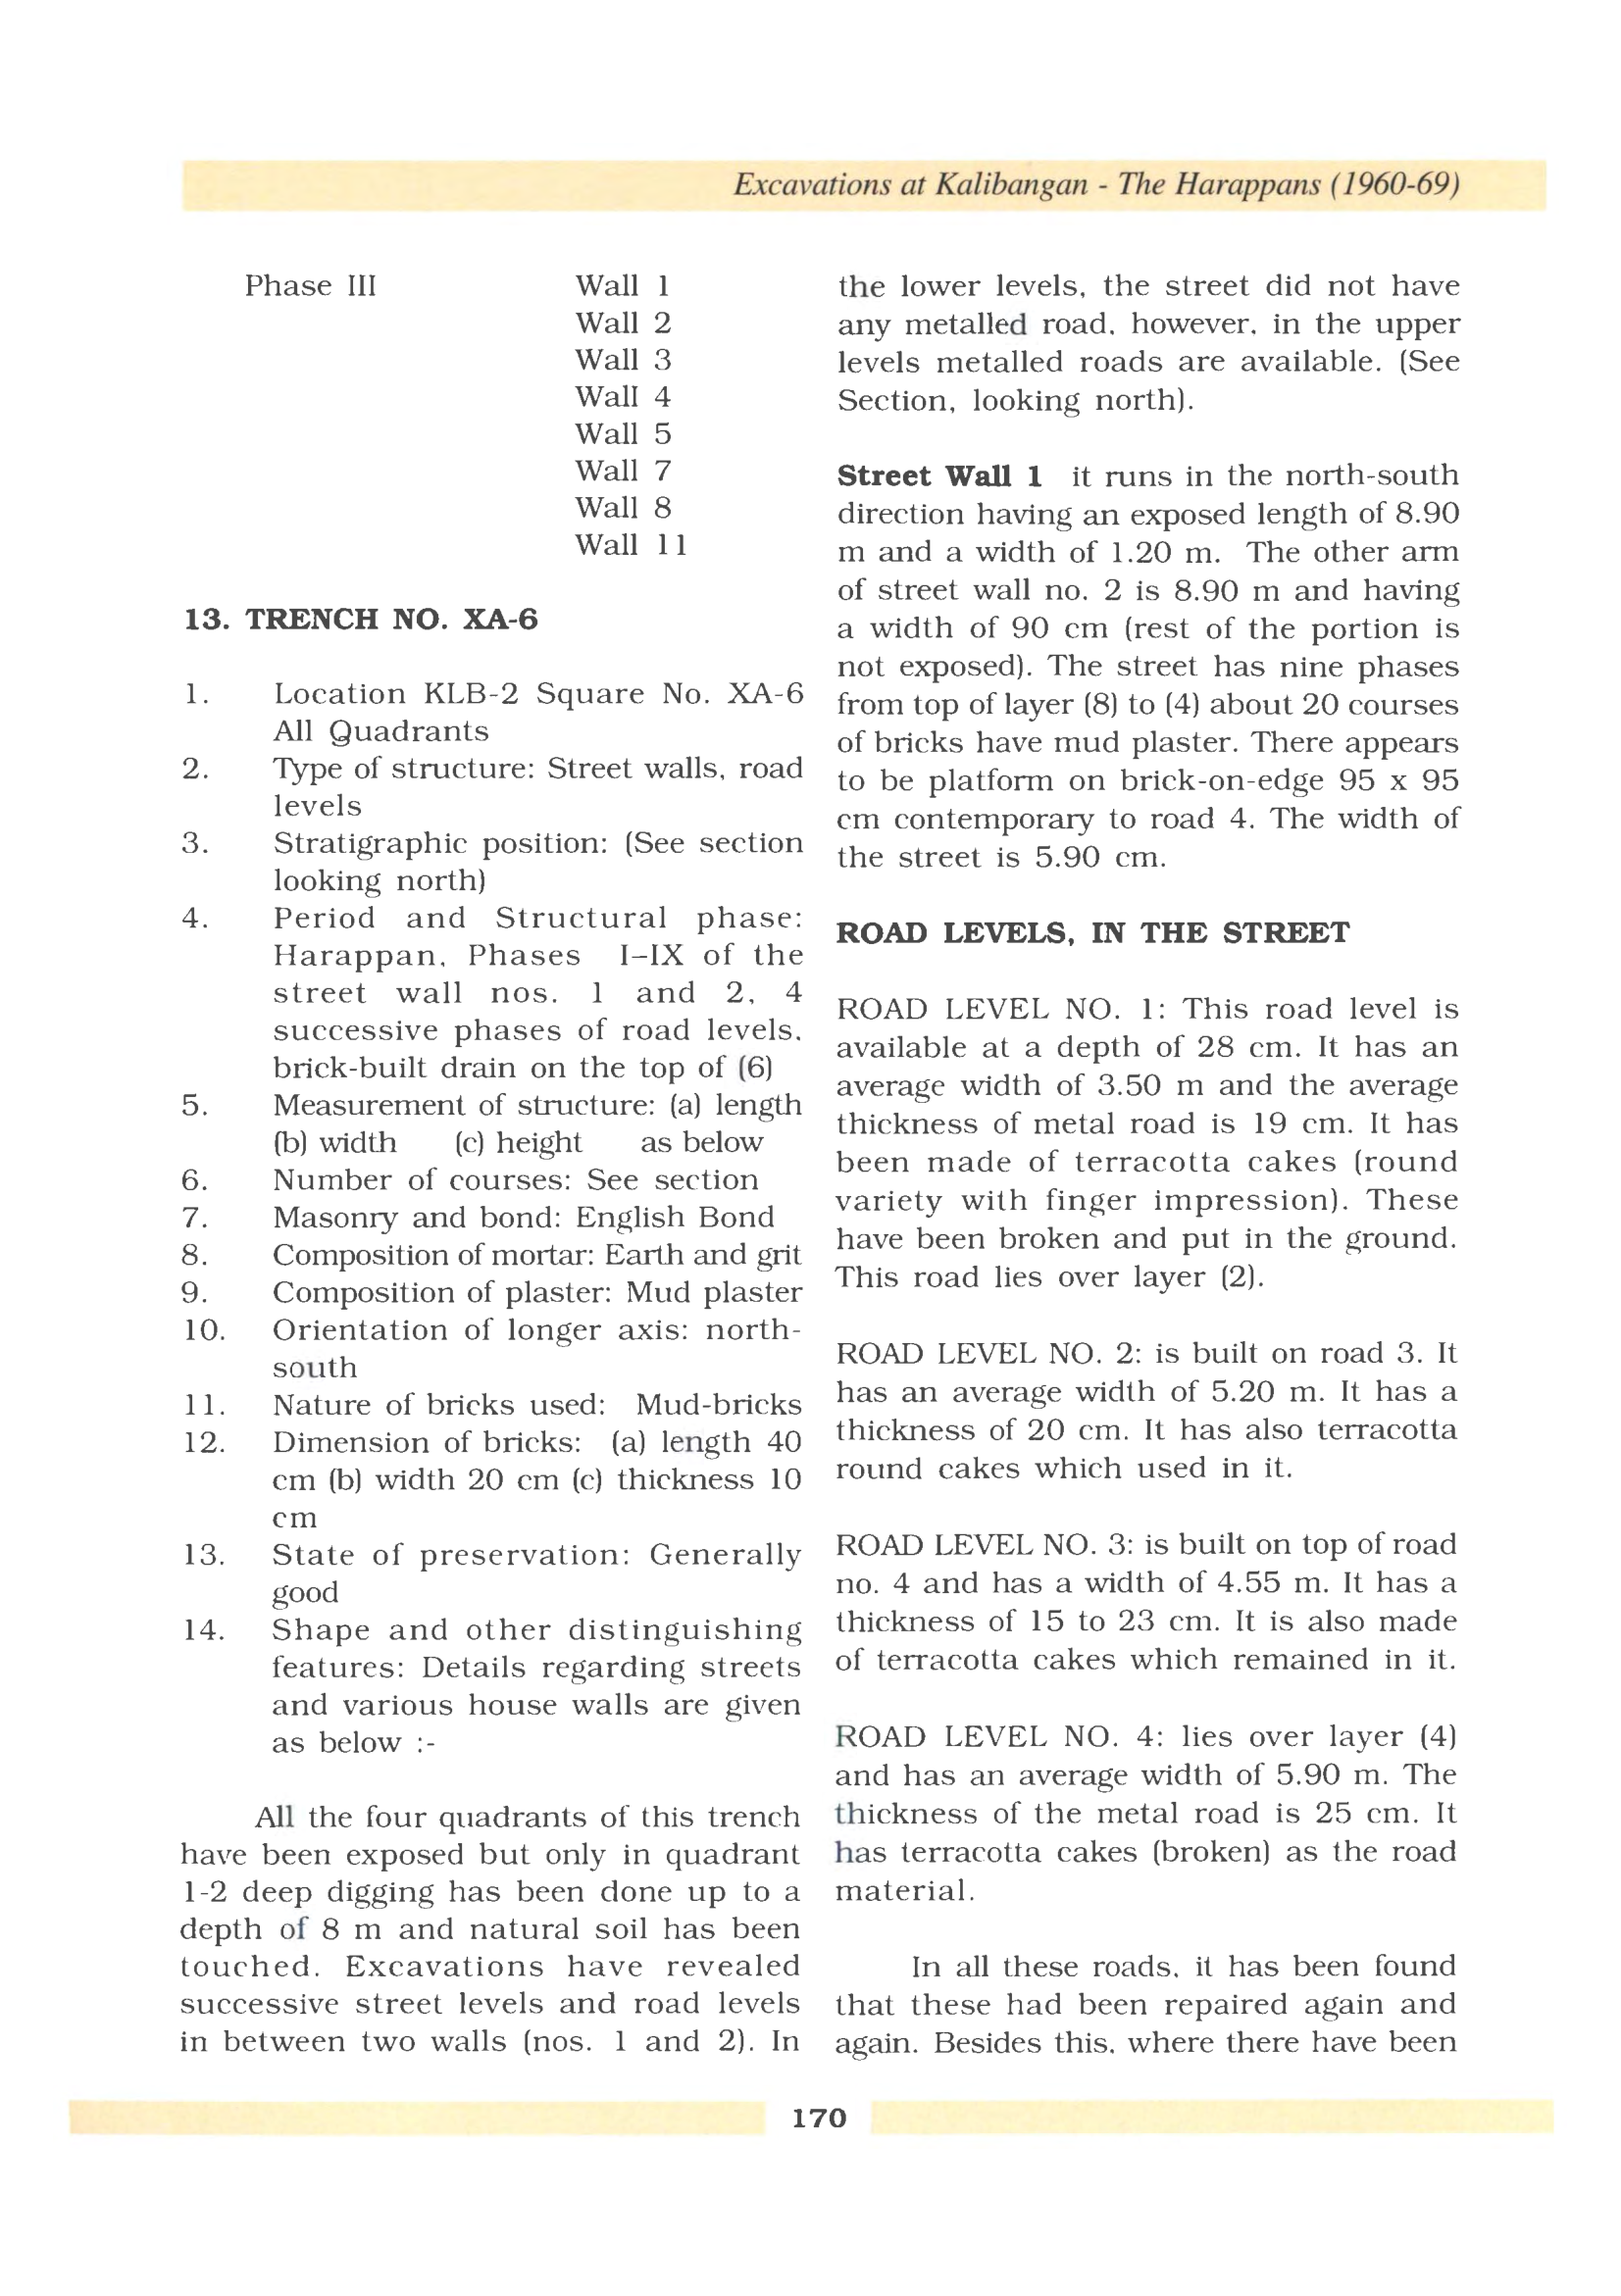 Excavations at Kalibangan - The Harappans (1960-69)
Phase III Wall 1
Wall 2
Wall 3
Wall 4
Wall 5
Wall 7
Wall 8
Wall 11
13. TRENCH NO. XA-6
1. Location KLB-2 Square No. XA-6
All Quadrants
2. Type of structure: Street walls, road
levels
3. Stratigraphic position: (See section
looking north)
4. Period and Structural phase:
Harappan, Phases I–IX of the
street wall nos. 1 and 2, 4
successive phases of road levels,
brick-built drain on the top of (6)
5. Measurement of structure: (a) length
(b) width (c) height as below
6. Number of courses: See section
7. Masonry and bond: English Bond
8. Composition of mortar: Earth and grit
9. Composition of plaster: Mud plaster
10. Orientation of longer axis: north-
south
11. Nature of bricks used: Mud-bricks
12. Dimension of bricks: (a) length 40
cm (b) width 20 cm (c) thickness 10
cm
13. State of preservation: Generally
good
14. Shape and other distinguishing
features: Details regarding streets
and various house walls are given
as below :-
All the four quadrants of this trench
have been exposed but only in quadrant
1-2 deep digging has been done up to a
depth of 8 m and natural soil has been
touched. Excavations have revealed
successive street levels and road levels
in between two walls (nos. 1 and 2). In
the lower levels, the street did not have
any metalled road, however, in the upper
levels metalled roads are available. (See
Section, looking north).
Street Wall 1 it runs in the north-south
direction having an exposed length of 8.90
m and a width of 1.20 m. The other arm
of street wall no. 2 is 8.90 m and having
a width of 90 cm (rest of the portion is
not exposed). The street has nine phases
from top of layer (8) to (4) about 20 courses
of bricks have mud plaster. There appears
to be platform on brick-on-edge 95 x 95
cm contemporary to road 4. The width of
the street is 5.90 cm.
ROAD LEVELS, IN THE STREET
ROAD LEVEL NO. 1: This road level is
available at a depth of 28 cm. It has an
average width of 3.50 m and the average
thickness of metal road is 19 cm. It has
been made of terracotta cakes (round
variety with finger impression). These
have been broken and put in the ground.
This road lies over layer (2).
ROAD LEVEL NO. 2: is built on road 3. It
has an average width of 5.20 m. It has a
thickness of 20 cm. It has also terracotta
round cakes which used in it.
ROAD LEVEL NO. 3: is built on top of road
no. 4 and has a width of 4.55 m. It has a
thickness of 15 to 23 cm. It is also made
of terracotta cakes which remained in it.
ROAD LEVEL NO. 4: lies over layer (4)
and has an average width of 5.90 m. The
thickness of the metal road is 25 cm. It
has terracotta cakes (broken) as the road
material.
In all these roads, it has been found
that these had been repaired again and
again. Besides this, where there have been
170